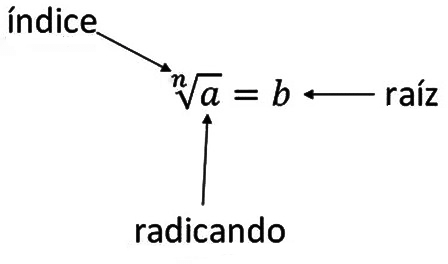 índice
ⁿ√a = b
raíz
radicando